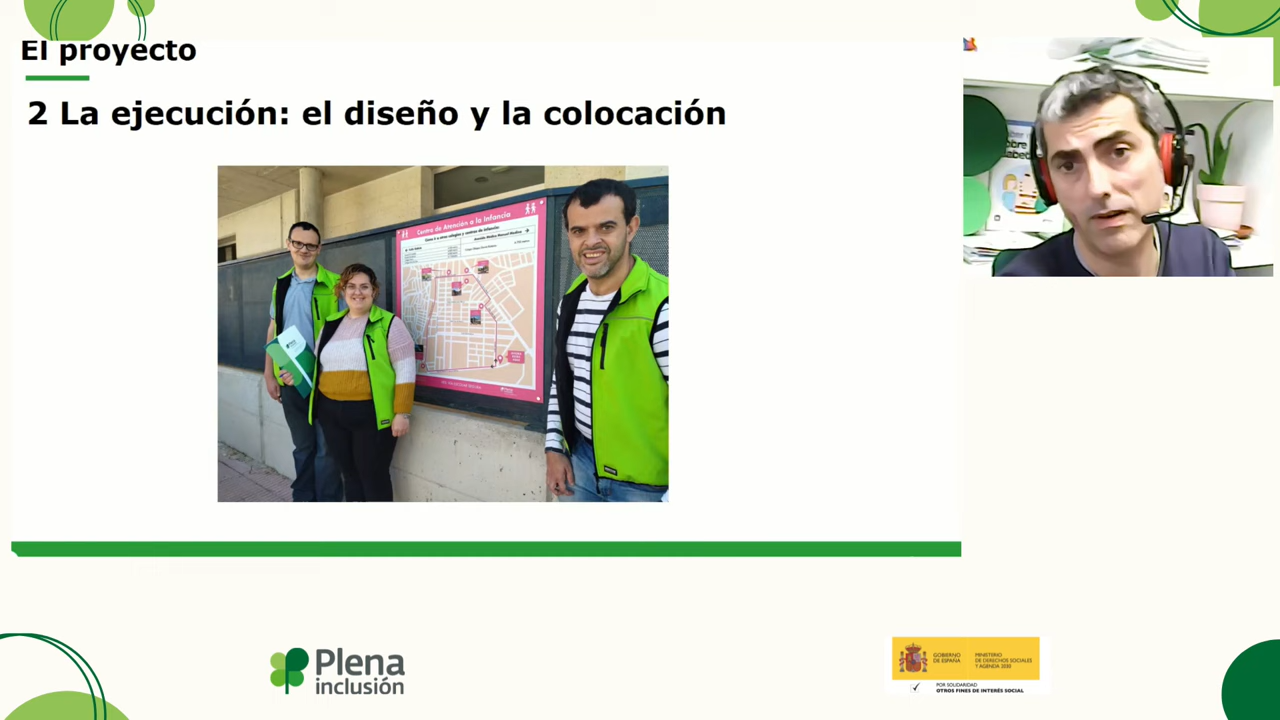 El proyecto
2 La ejecución: el diseño y la colocación
Centro de Atención a la Infancia
Plena
inclusión
GOBIERNO
DE ESPAÑA
MINISTERIO
DE DERECHOS SOCIALES
Y AGENDA 2030
POR SOLIDARIDAD
OTROS FINES DE INTERÉS SOCIAL